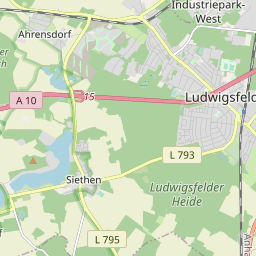 Industriepark-
West
Ahrensdorf
A 10
15
Ludwigsfeld
L 793
Siethen
Ludwigsfelder
Heide
L 795